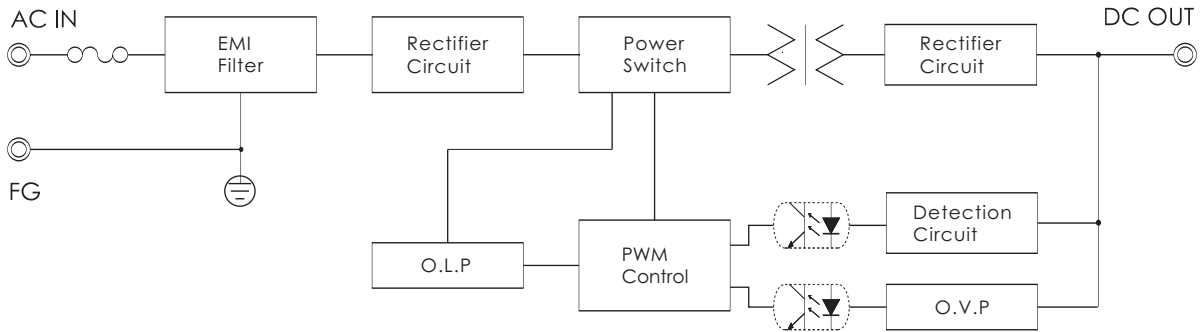 AC IN
DC OUT
EMI
Filter
Rectifier
Circuit
Power
Switch
Rectifier
Circuit
FG
Detection
Circuit
O.L.P
PWM
Control
O.V.P